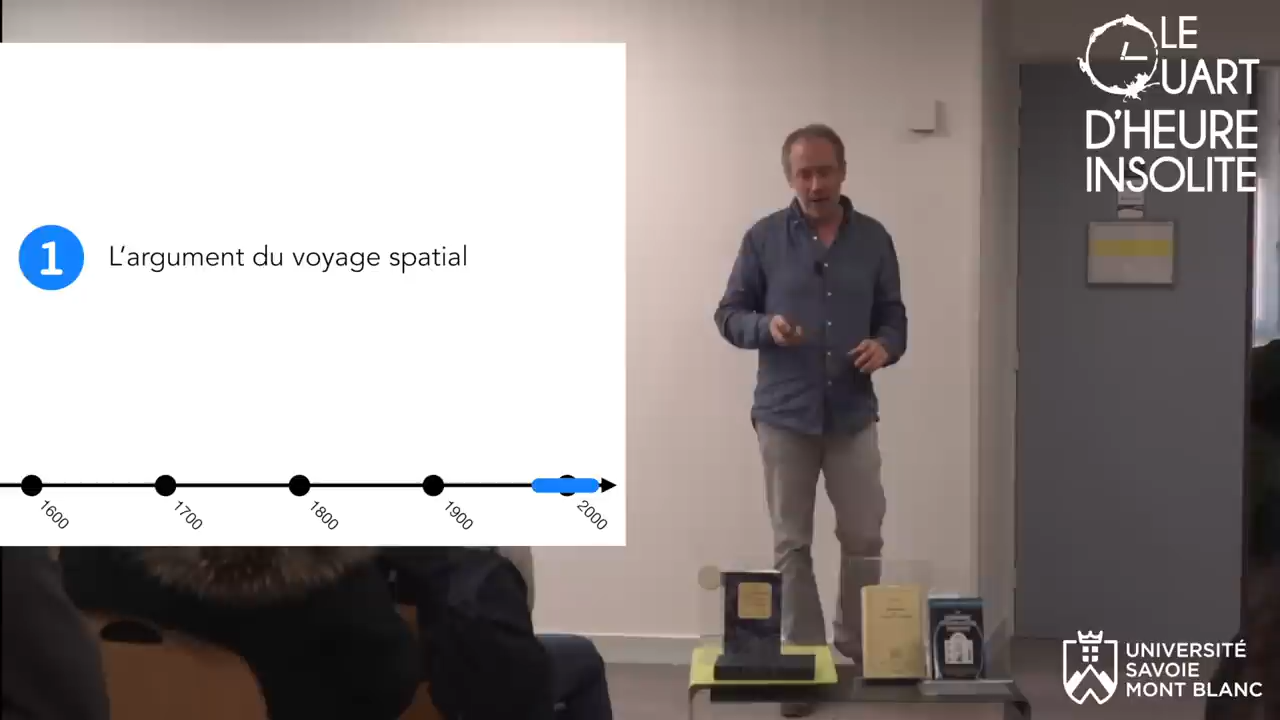 1 L’argument du voyage spatial
1600 1700 1800 1900 2000
LE
QUART
D'HEURE
INSOLITE
UNIVERSITÉ
SAVOIE
MONT BLANC